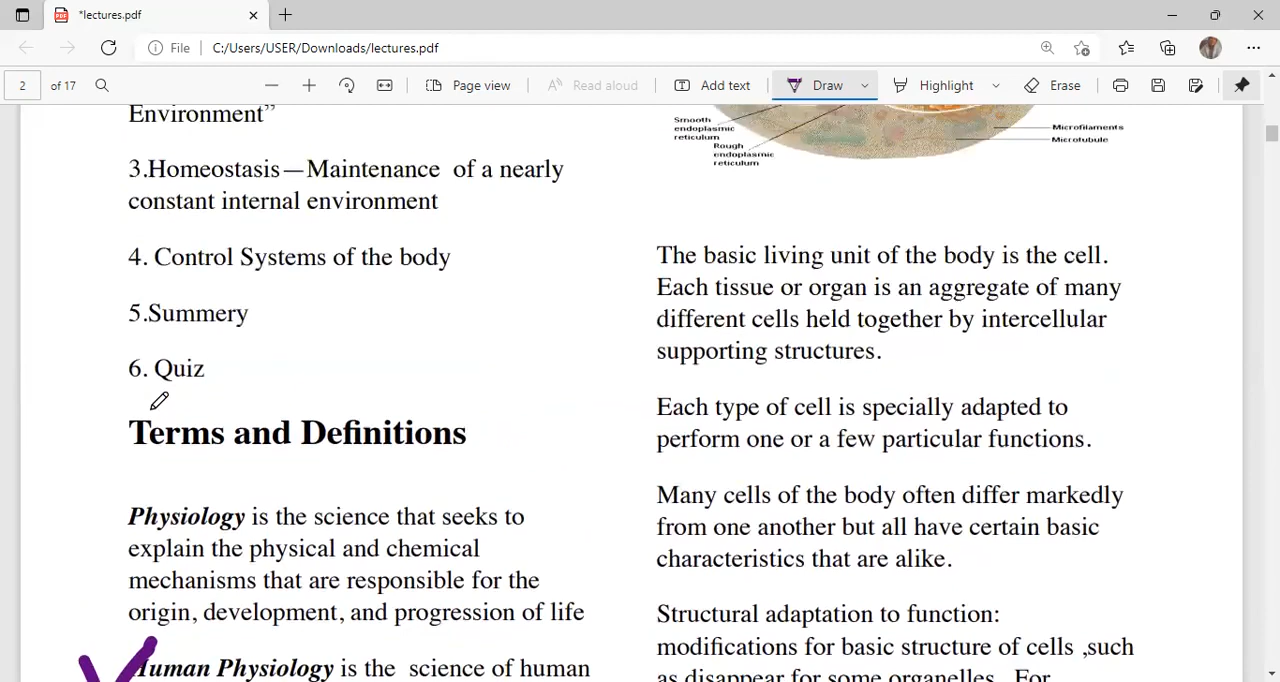 *lectures.pdf
File
C:/Users/USER/Downloads/lectures.pdf
2 of 17
Page view
Read aloud
Add text
Draw
Highlight
Erase
Environment”
3.Homeostasis—Maintenance of a nearly
constant internal environment
4. Control Systems of the body
5.Summery
6. Quiz
Terms and Definitions
Physiology is the science that seeks to
explain the physical and chemical
mechanisms that are responsible for the
origin, development, and progression of life
Human Physiology is the science of human
Smooth
endoplasmic
reticulum
Rough
endoplasmic
reticulum
Microfilaments
Microtubule
The basic living unit of the body is the cell.
Each tissue or organ is an aggregate of many
different cells held together by intercellular
supporting structures.
Each type of cell is specially adapted to
perform one or a few particular functions.
Many cells of the body often differ markedly
from one another but all have certain basic
characteristics that are alike.
Structural adaptation to function:
modifications for basic structure of cells ,such
as disappear for some organelles. For